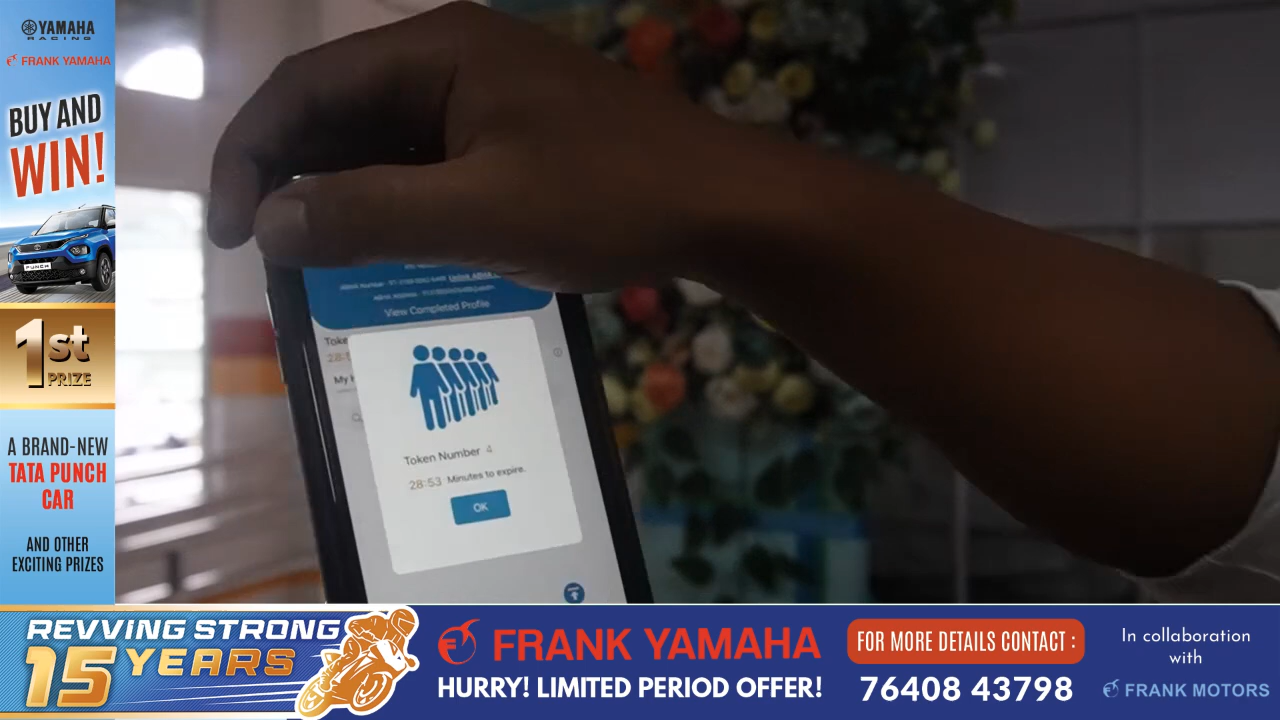 YAMAHA
RACING
FRANK YAMAHA
BUY AND
WIN!
PUNCH
1st
PRIZE
A BRAND-NEW
TATA PUNCH
CAR
AND OTHER
EXCITING PRIZES
View Completed Profile
Toke
My
Token Number 4
28:53 Minutes to expire.
OK
REVVING STRONG
15 YEARS
FRANK YAMAHA
HURRY! LIMITED PERIOD OFFER!
FOR MORE DETAILS CONTACT :
76408 43798
In collaboration
with
FRANK MOTORS